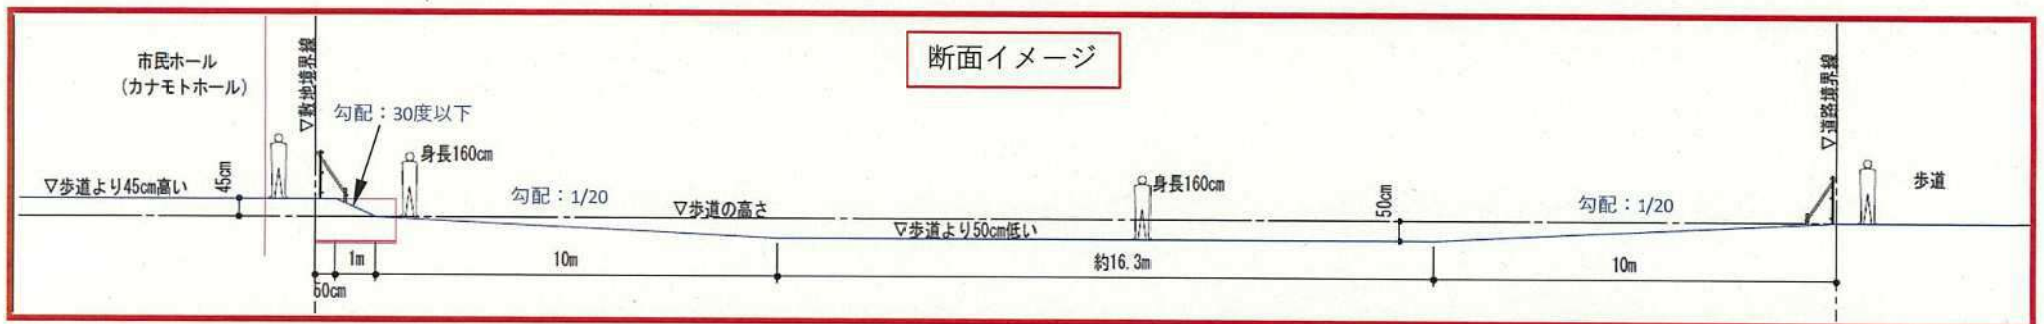 断面イメージ
市民ホール
(カナモトホール)
▽敷地境界線
勾配：30度以下
身長160cm
▽歩道より45cm高い
45cm
勾配：1/20
▽歩道の高さ
▽歩道より50cm低い
身長160cm
50cm
勾配：1/20
▽道路境界線
歩道
50cm
1m
10m
約16.3m
10m